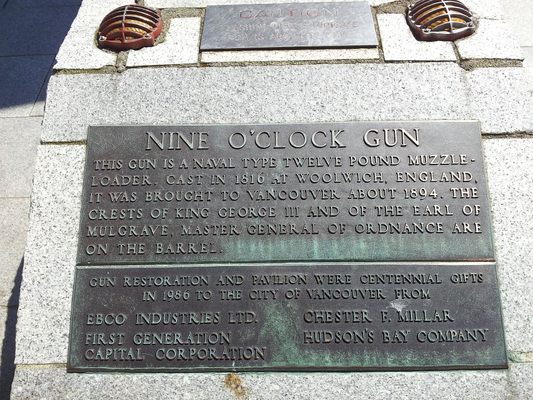 CAUTION
NINE O'CLOCK GUN
THIS GUN IS A NAVAL TYPE TWELVE POUND MUZZLE-
LOADER, CAST IN 1816 AT WOOLWICH, ENGLAND.
IT WAS BROUGHT TO VANCOUVER ABOUT 1894. THE
CRESTS OF KING GEORGE III AND OF THE EARL OF
MULGRAVE, MASTER GENERAL OF ORDNANCE ARE
ON THE BARREL.
GUN RESTORATION AND PAVILION WERE CENTENNIAL GIFTS
IN 1986 TO THE CITY OF VANCOUVER FROM
EBCO INDUSTRIES LTD. CHESTER F. MILLAR
FIRST GENERATION HUDSON'S BAY COMPANY
CAPITAL CORPORATION